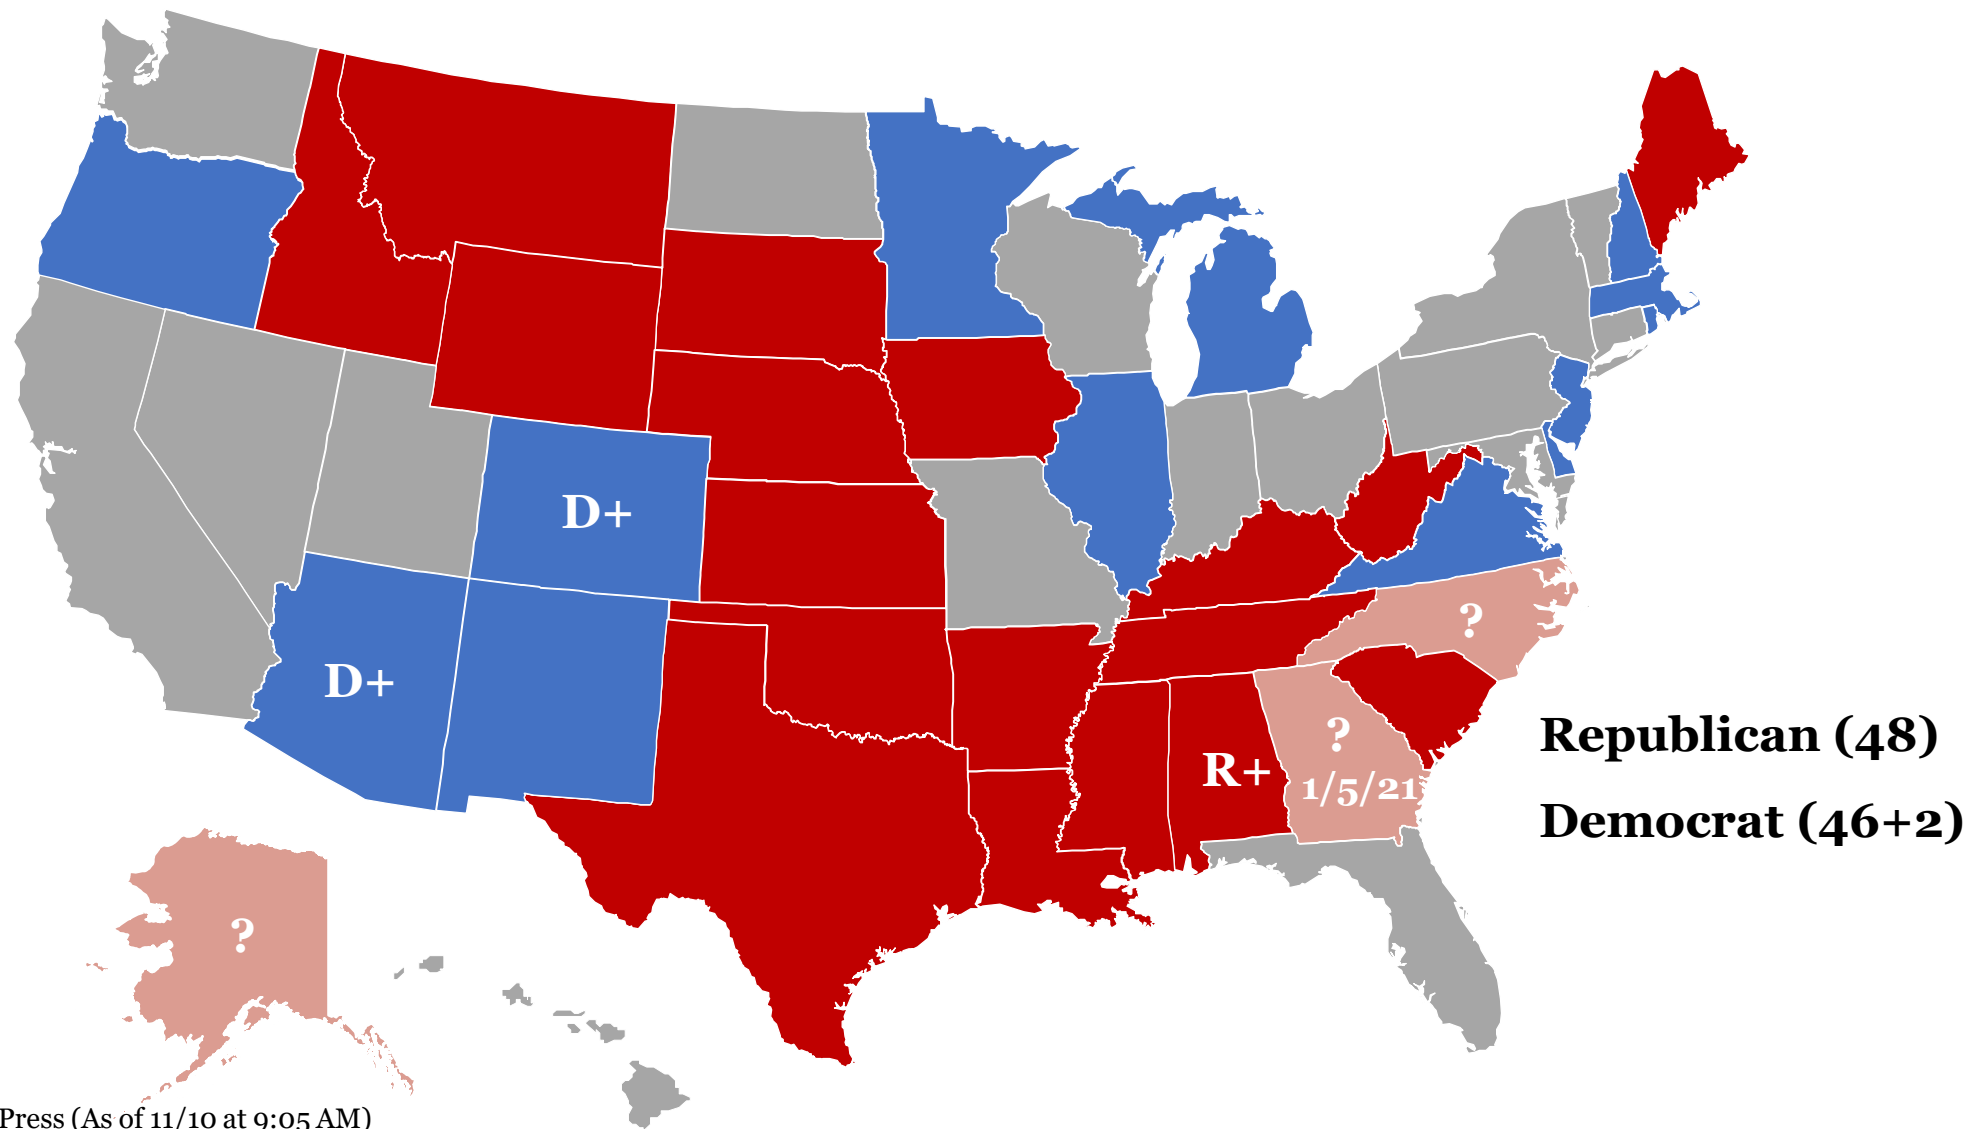 D+
?
D+
?
R+
1/5/21
Republican (48)
Democrat (46+2)
?
Press (As of 11/10 at 9:05 AM)